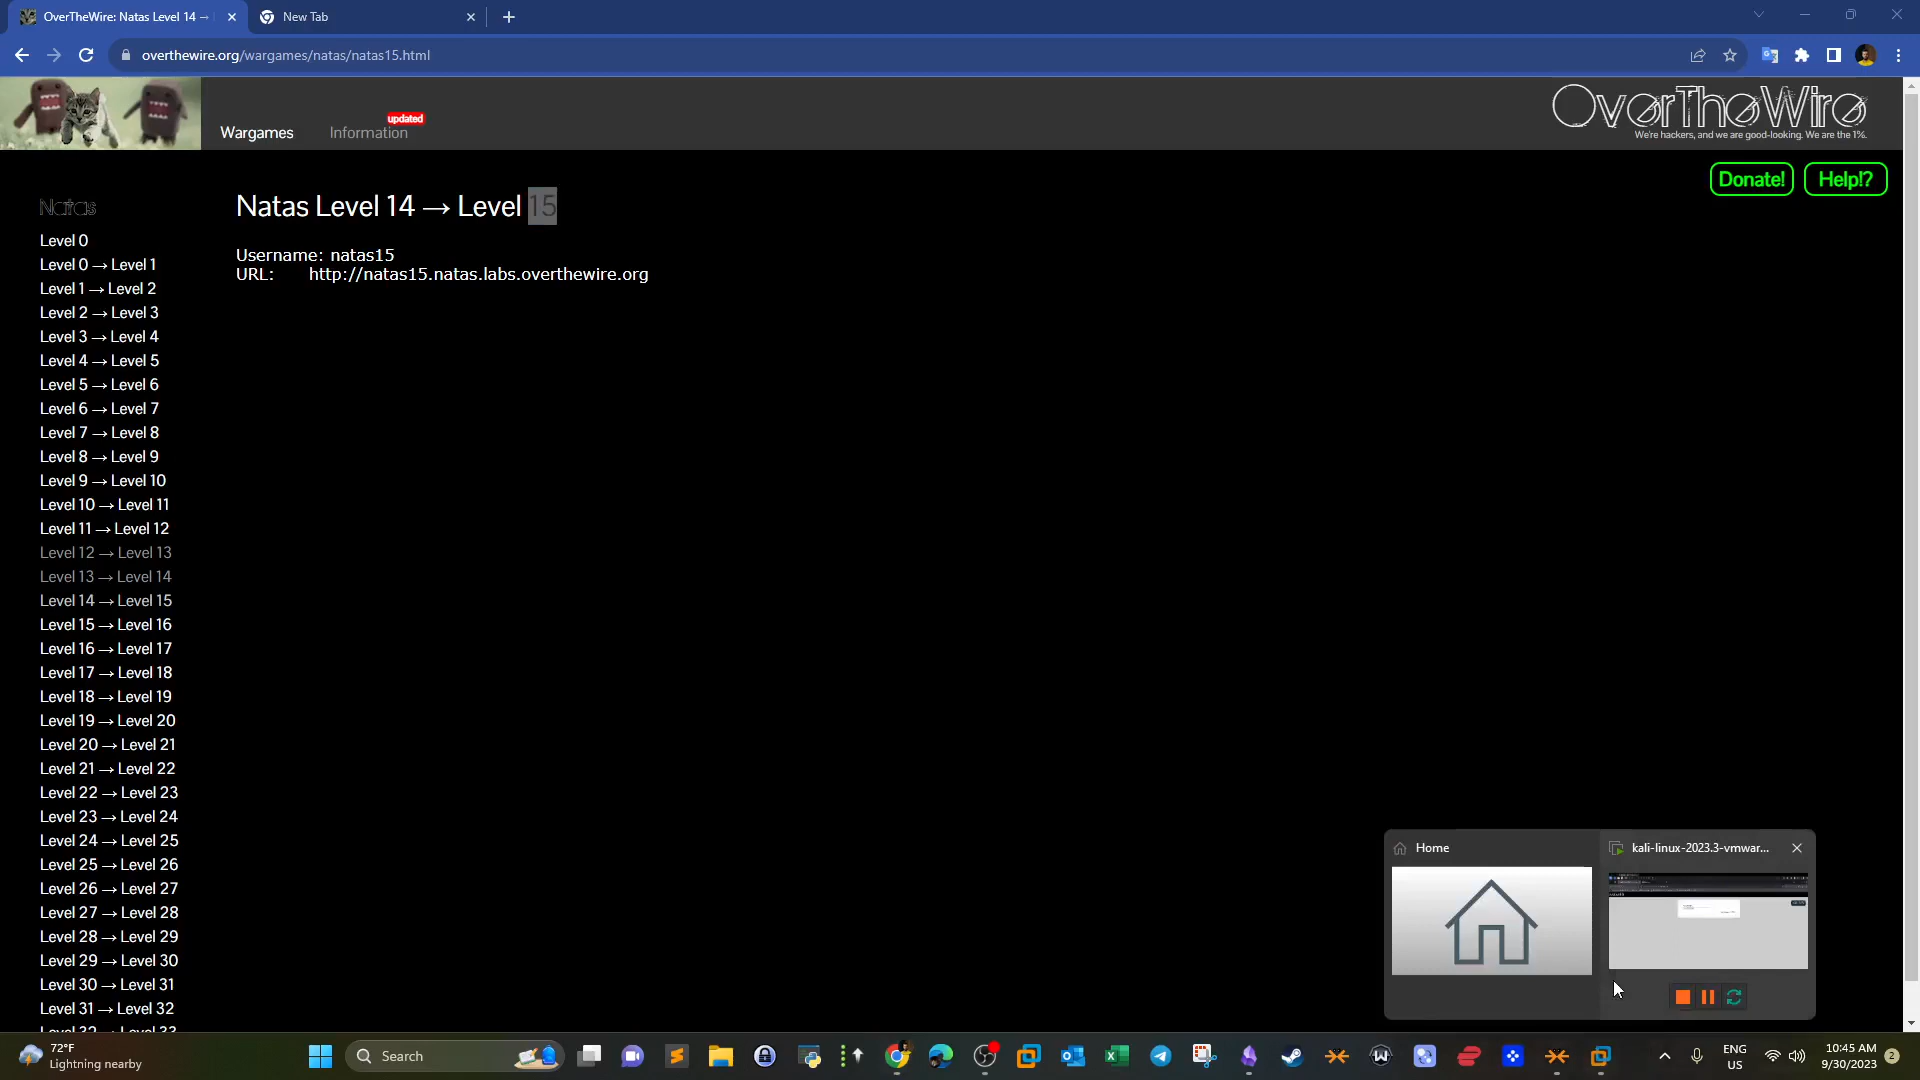 OverTheWire: Natas Level 14 →
New Tab
overthewire.org/wargames/natas/natas15.html
Wargames
Information
updated
OverTheWire
We're hackers, and we are good-looking. We are the 1%.
Donate!
Help!?
Natas
Level 0
Level 0 → Level 1
Level 1 → Level 2
Level 2 → Level 3
Level 3 → Level 4
Level 4 → Level 5
Level 5 → Level 6
Level 6 → Level 7
Level 7 → Level 8
Level 8 → Level 9
Level 9 → Level 10
Level 10 → Level 11
Level 11 → Level 12
Level 12 → Level 13
Level 13 → Level 14
Level 14 → Level 15
Level 15 → Level 16
Level 16 → Level 17
Level 17 → Level 18
Level 18 → Level 19
Level 19 → Level 20
Level 20 → Level 21
Level 21 → Level 22
Level 22 → Level 23
Level 23 → Level 24
Level 24 → Level 25
Level 25 → Level 26
Level 26 → Level 27
Level 27 → Level 28
Level 28 → Level 29
Level 29 → Level 30
Level 30 → Level 31
Level 31 → Level 32
Level 32 → Level 33
Natas Level 14 → Level 15
Username: natas15
URL: http://natas15.natas.labs.overthewire.org
Home
kali-linux-2023.3-vmwar...
72°F
Lightning nearby
Search
ENG
US
10:45 AM
9/30/2023
2